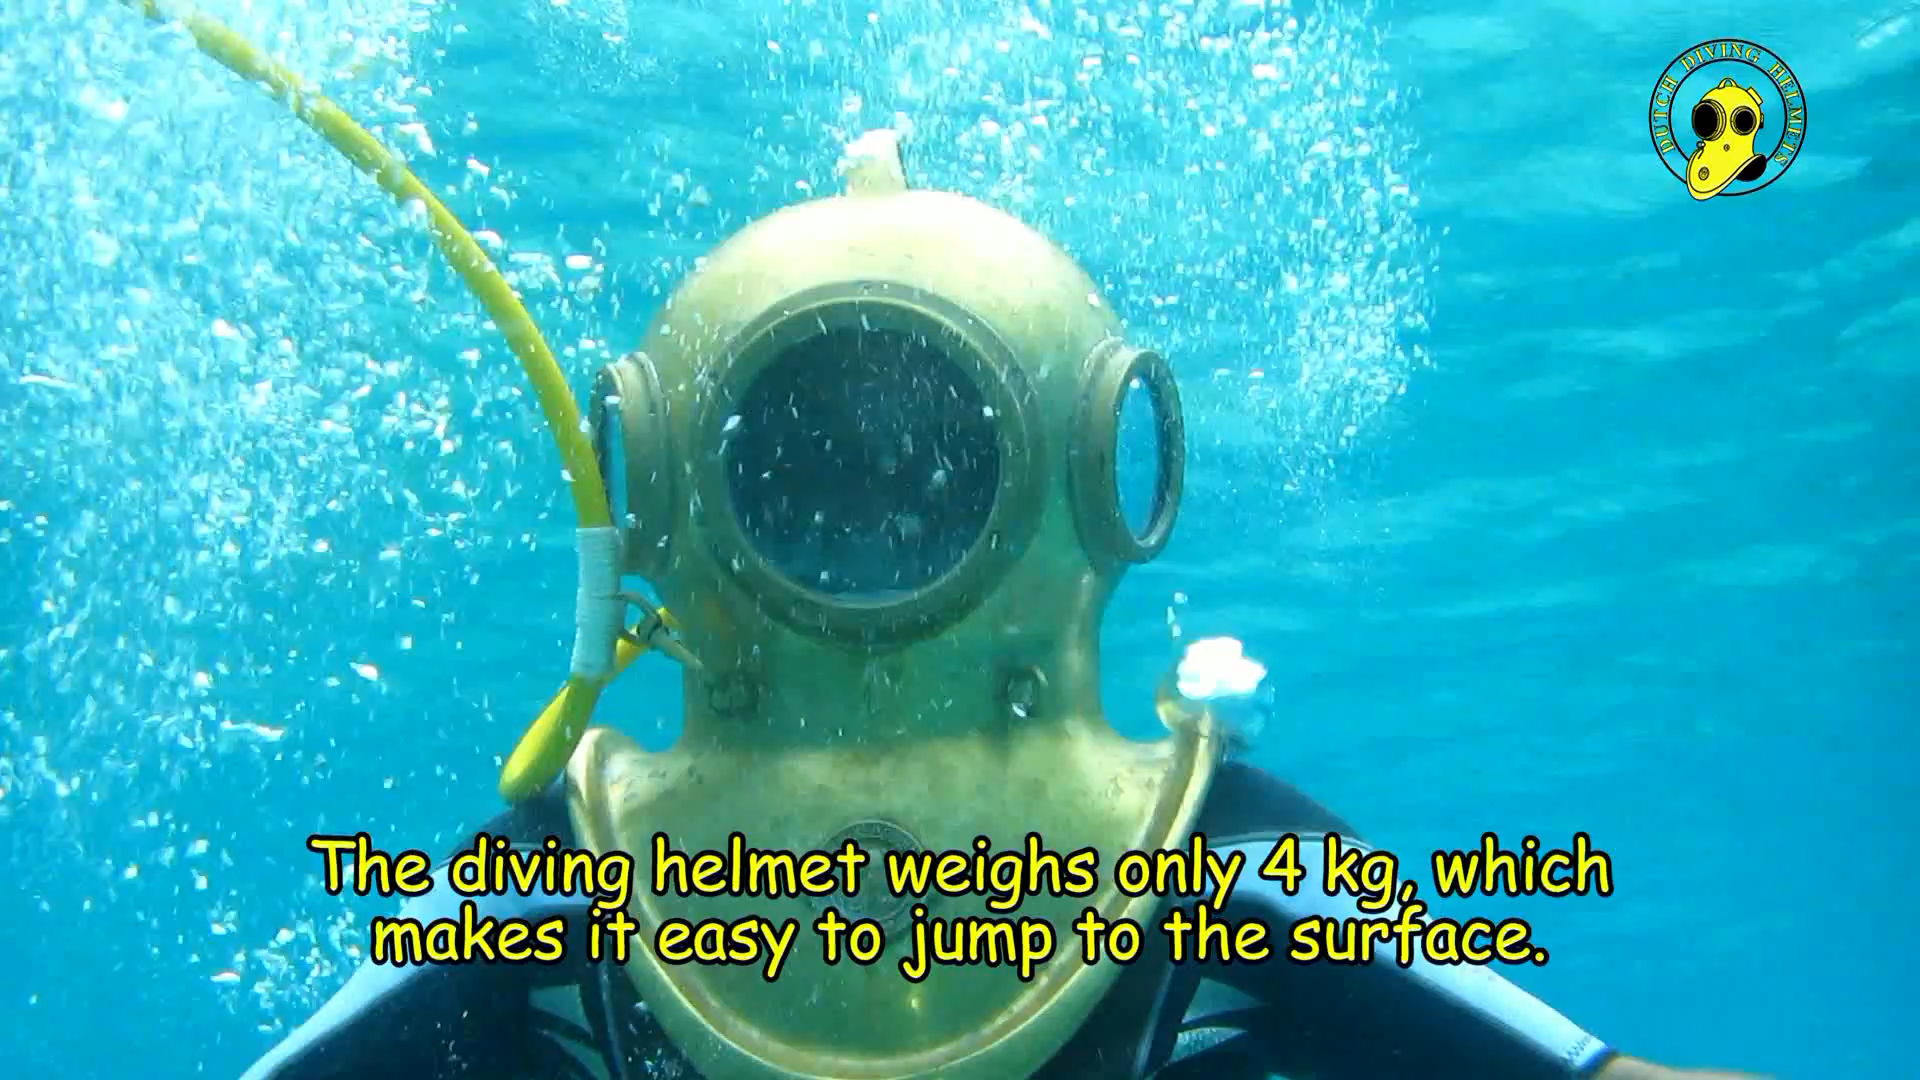 DUTCH DIVING HELMETS
The diving helmet weighs only 4 kg, which
makes it easy to jump to the surface.